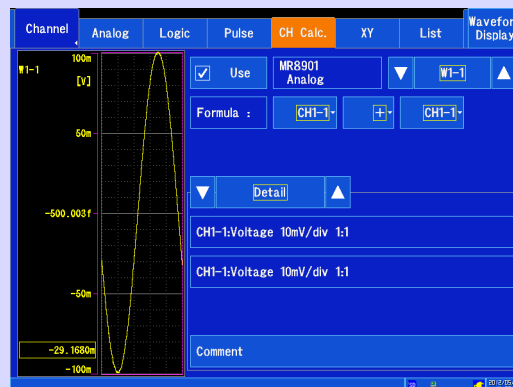 Channel Analog Logic Pulse CH Calc. XY List
W1-1 100m
[V]
50m
-500.003f
-50m
-29.1680m
-100m
Use MR8901 Analog W1-1
Formula : CH1-1 + CH1-1
Detail
CH1-1:Voltage 10mV/div 1:1
CH1-1:Voltage 10mV/div 1:1
Comment